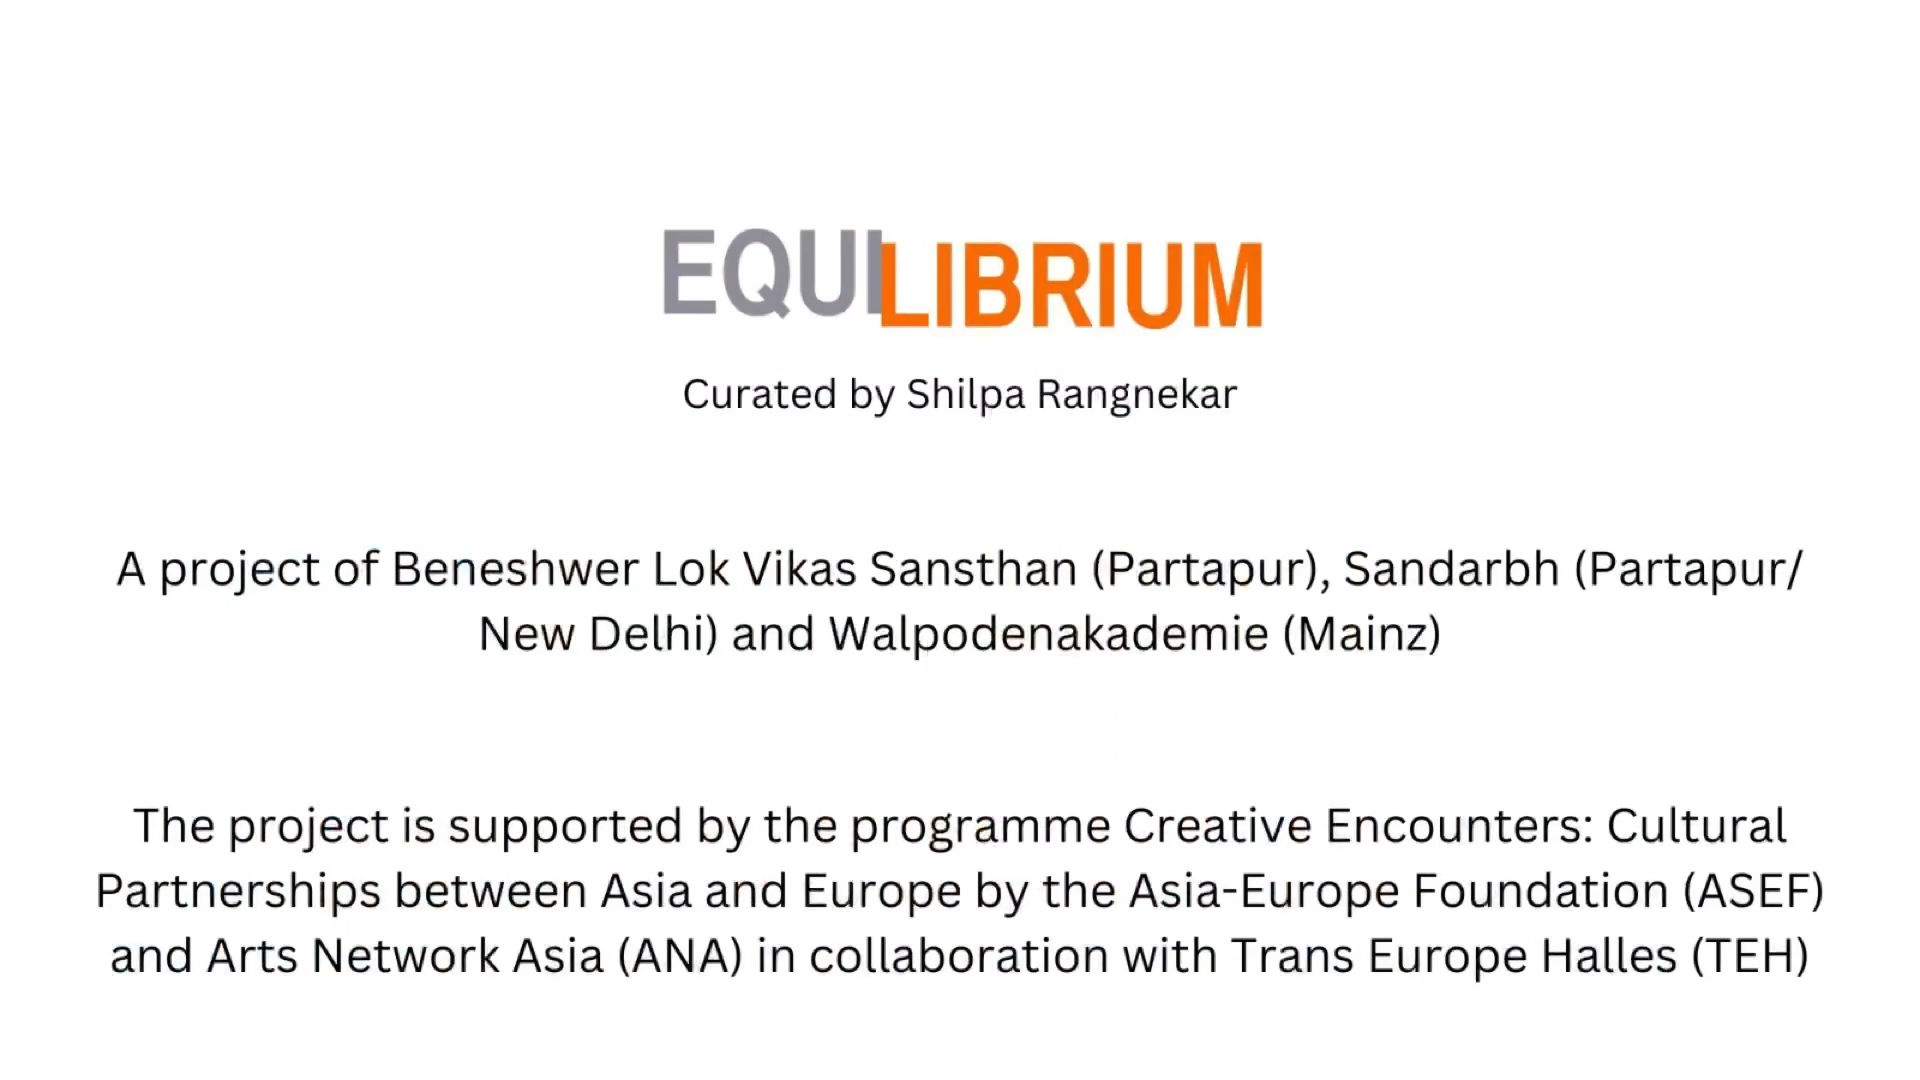 EQUILIBRIUM
Curated by Shilpa Rangnekar
A project of Beneshwer Lok Vikas Sansthan (Partapur), Sandarbh (Partapur/
New Delhi) and Walpodenakademie (Mainz)
The project is supported by the programme Creative Encounters: Cultural
Partnerships between Asia and Europe by the Asia-Europe Foundation (ASEF)
and Arts Network Asia (ANA) in collaboration with Trans Europe Halles (TEH)